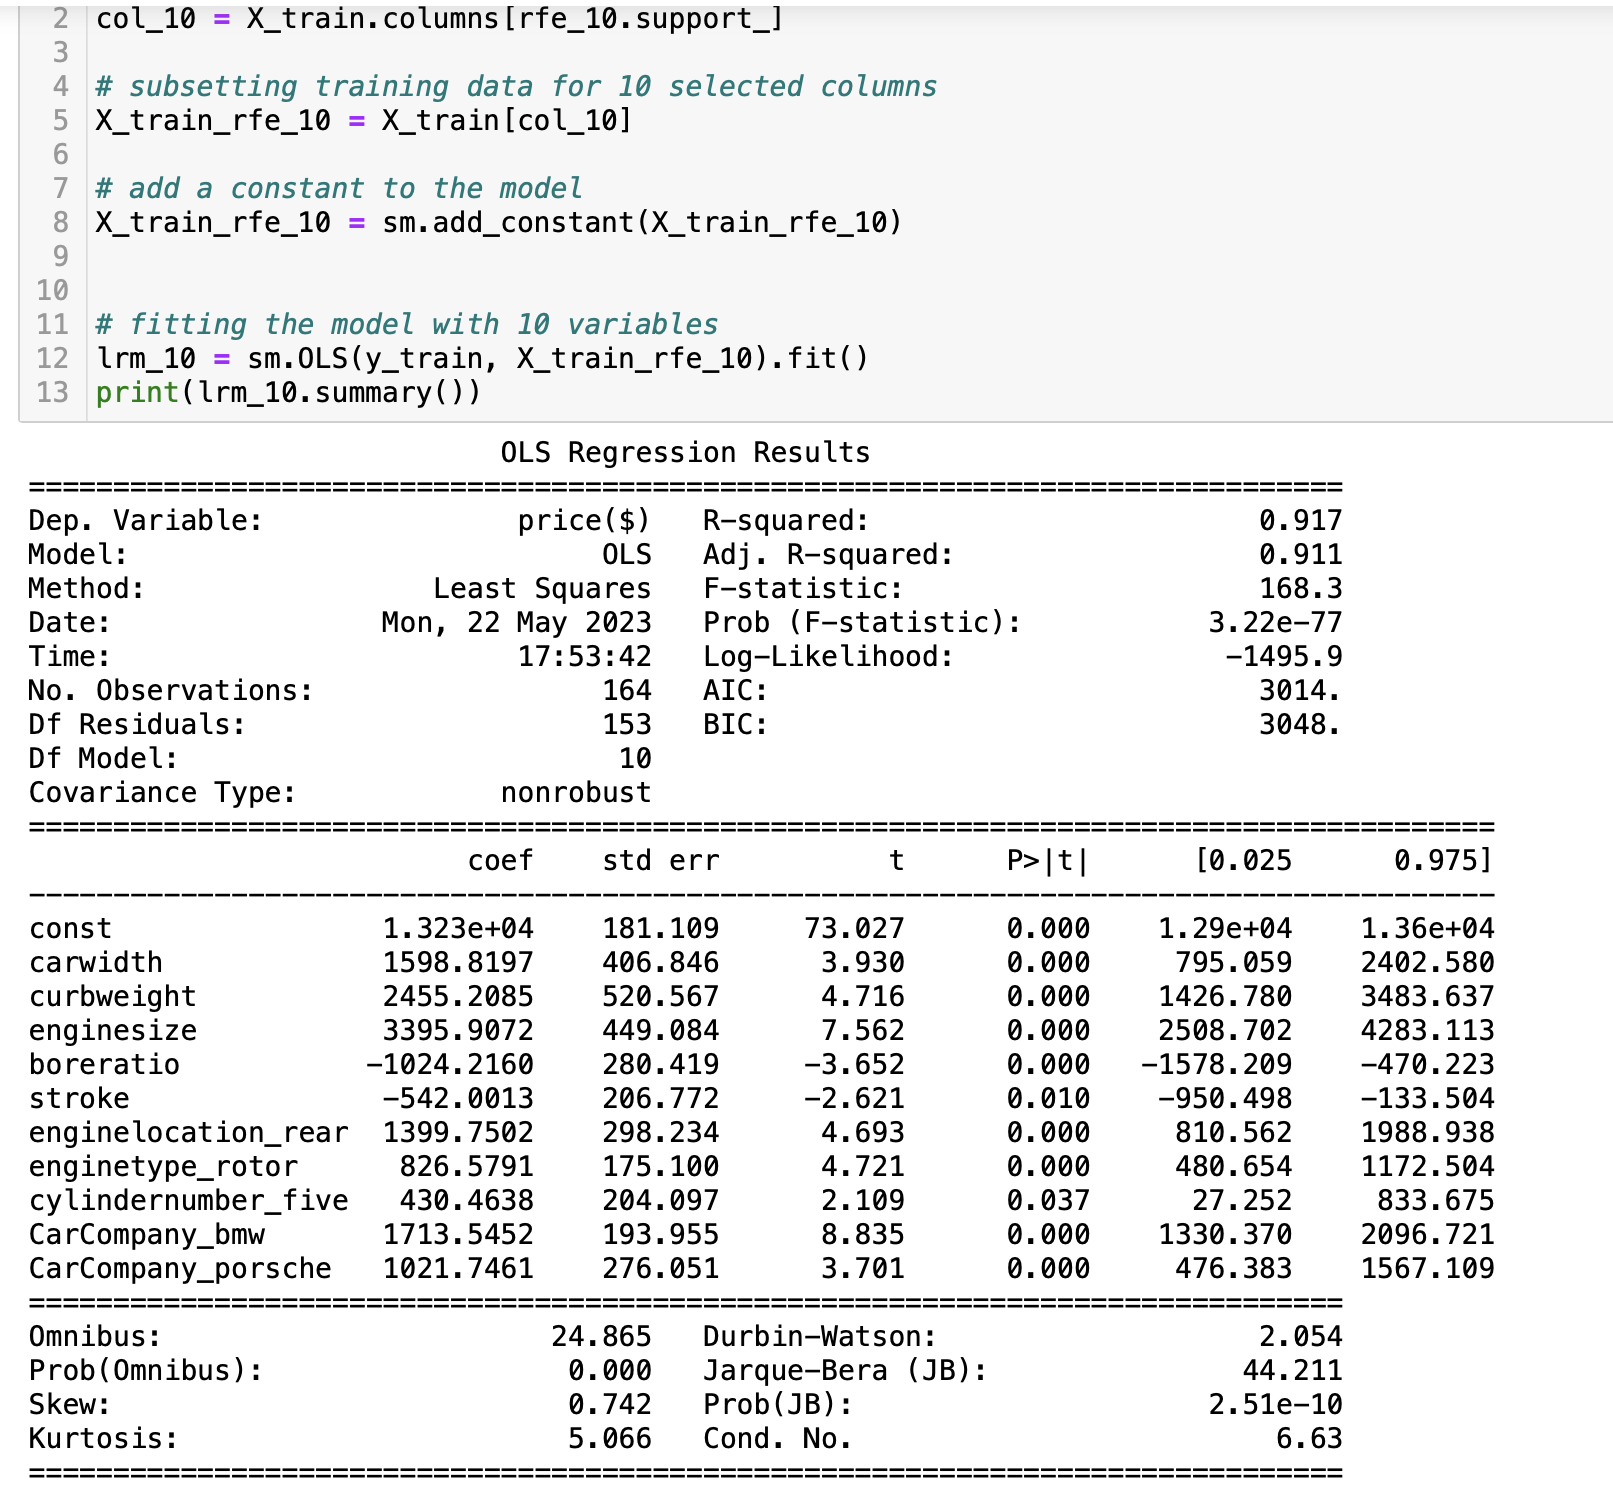 2 col_10 = X_train.columns[rfe_10.support_]
3
4 # subsetting training data for 10 selected columns
5 X_train_rfe_10 = X_train[col_10]
6
7 # add a constant to the model
8 X_train_rfe_10 = sm.add_constant(X_train_rfe_10)
9
10
11 # fitting the model with 10 variables
12 lrm_10 = sm.OLS(y_train, X_train_rfe_10).fit()
13 print(lrm_10.summary())
OLS Regression Results
==============================================================================
Dep. Variable: price($) R-squared: 0.917
Model: OLS Adj. R-squared: 0.911
Method: Least Squares F-statistic: 168.3
Date: Mon, 22 May 2023 Prob (F-statistic): 3.22e-77
Time: 17:53:42 Log-Likelihood: -1495.9
No. Observations: 164 AIC: 3014.
Df Residuals: 153 BIC: 3048.
Df Model: 10
Covariance Type: nonrobust
=======================================================================================
coef std err t P>|t| [0.025 0.975]
---------------------------------------------------------------------------------------
const 1.323e+04 181.109 73.027 0.000 1.29e+04 1.36e+04
carwidth 1598.8197 406.846 3.930 0.000 795.059 2402.580
curbweight 2455.2085 520.567 4.716 0.000 1426.780 3483.637
enginesize 3395.9072 449.084 7.562 0.000 2508.702 4283.113
boreratio -1024.2160 280.419 -3.652 0.000 -1578.209 -470.223
stroke -542.0013 206.772 -2.621 0.010 -950.498 -133.504
enginelocation_rear 1399.7502 298.234 4.693 0.000 810.562 1988.938
enginetype_rotor 826.5791 175.100 4.721 0.000 480.654 1172.504
cylindernumber_five 430.4638 204.097 2.109 0.037 27.252 833.675
CarCompany_bmw 1713.5452 193.955 8.835 0.000 1330.370 2096.721
CarCompany_porsche 1021.7461 276.051 3.701 0.000 476.383 1567.109
==============================================================================
Omnibus: 24.865 Durbin-Watson: 2.054
Prob(Omnibus): 0.000 Jarque-Bera (JB): 44.211
Skew: 0.742 Prob(JB): 2.51e-10
Kurtosis: 5.066 Cond. No. 6.63
==============================================================================